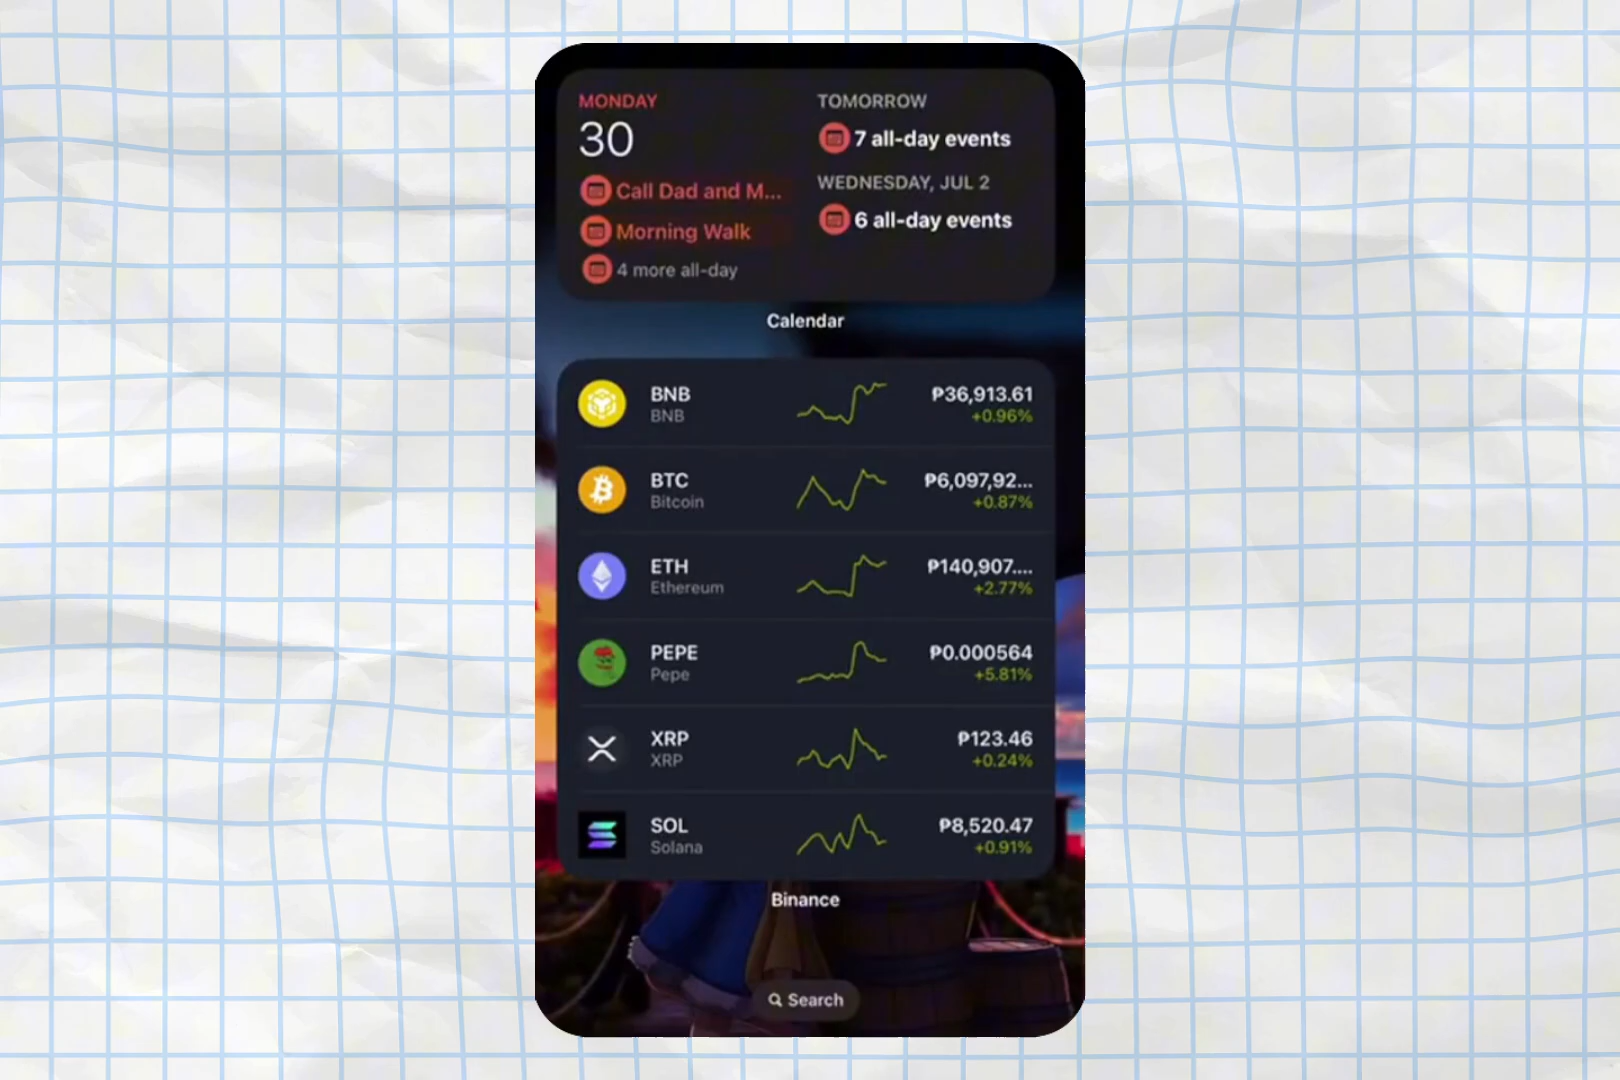 MONDAY
30
Call Dad and M...
Morning Walk
4 more all-day
TOMORROW
7 all-day events
WEDNESDAY, JUL 2
6 all-day events
Calendar
BNB
BNB
₱36,913.61
+0.96%
BTC
Bitcoin
₱6,097,92...
+0.87%
ETH
Ethereum
₱140,907....
+2.77%
PEPE
Pepe
₱0.000564
+5.81%
XRP
XRP
₱123.46
+0.24%
SOL
Solana
₱8,520.47
+0.91%
Binance
Search